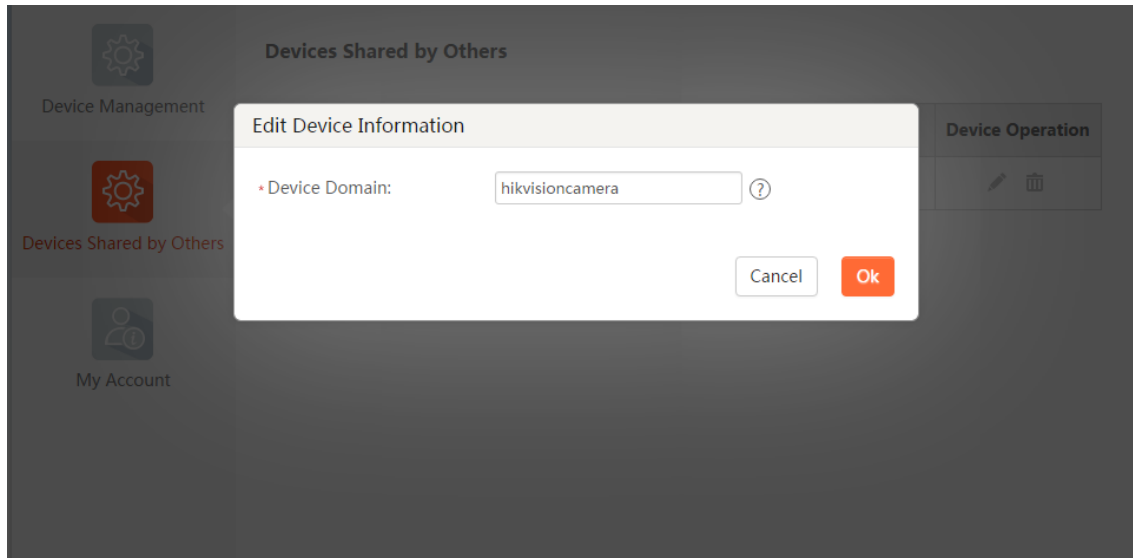 Devices Shared by Others
Device Management
Edit Device Information
Device Operation
* Device Domain:
hikvisioncamera
?
Devices Shared by Others
Cancel
Ok
My Account